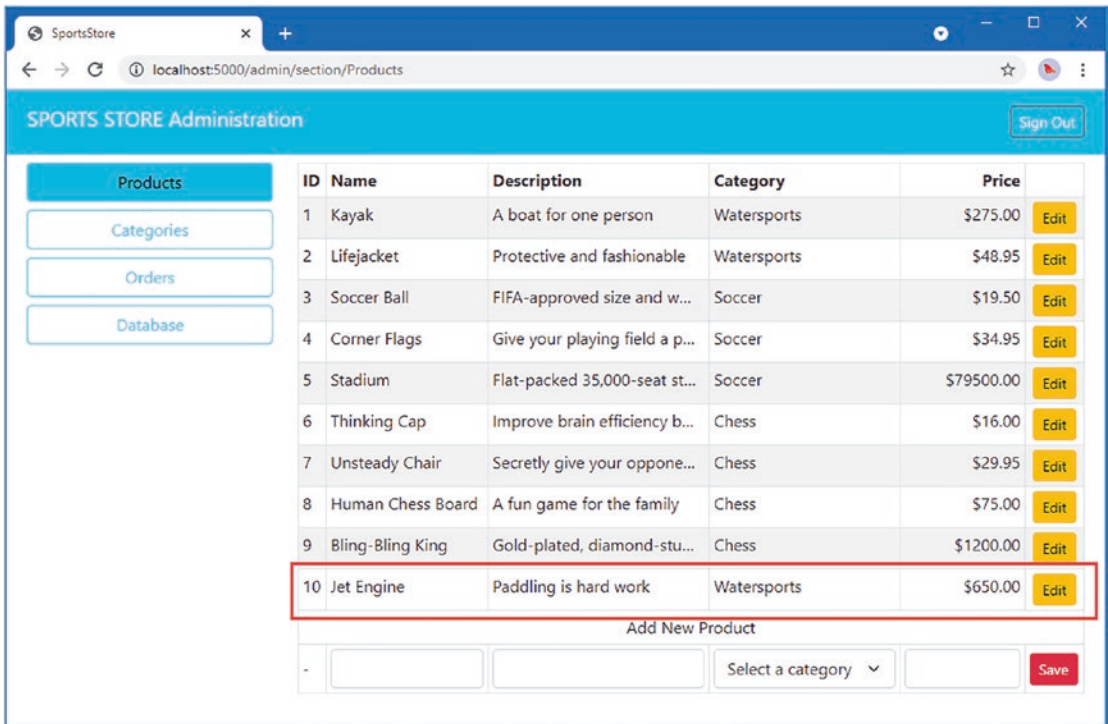 SportsStore
localhost:5000/admin/section/Products
SPORTS STORE Administration
Sign Out
Products
Categories
Orders
Database
ID Name Description Category Price
1 Kayak A boat for one person Watersports $275.00 Edit
2 Lifejacket Protective and fashionable Watersports $48.95 Edit
3 Soccer Ball FIFA-approved size and w... Soccer $19.50 Edit
4 Corner Flags Give your playing field a p... Soccer $34.95 Edit
5 Stadium Flat-packed 35,000-seat st... Soccer $79500.00 Edit
6 Thinking Cap Improve brain efficiency b... Chess $16.00 Edit
7 Unsteady Chair Secretly give your oppone... Chess $29.95 Edit
8 Human Chess Board A fun game for the family Chess $75.00 Edit
9 Bling-Bling King Gold-plated, diamond-stu... Chess $1200.00 Edit
10 Jet Engine Paddling is hard work Watersports $650.00 Edit
Add New Product
- Select a category Save